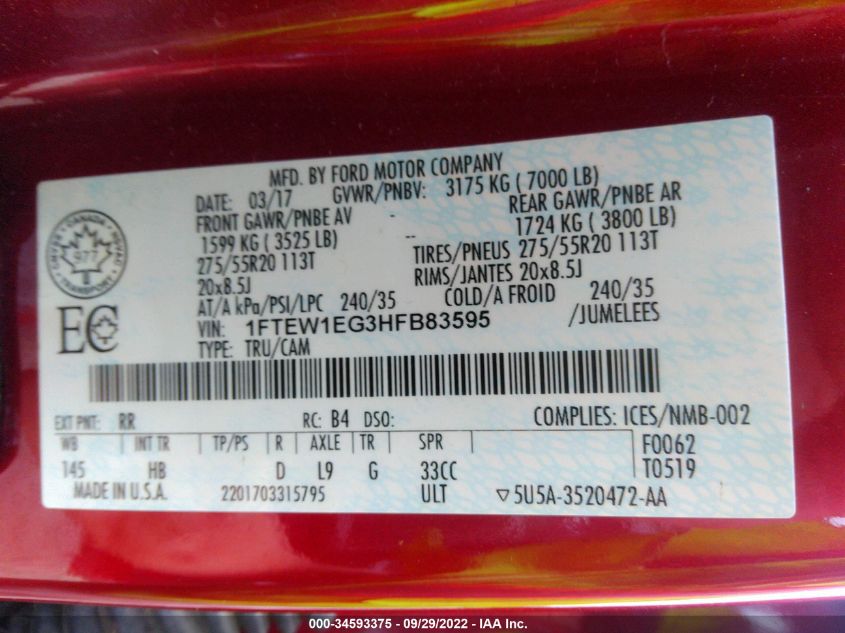 MFD. BY FORD MOTOR COMPANY
DATE: 03/17 GVWR/PNBV: 3175 KG ( 7000 LB)
FRONT GAWR/PNBE AV - REAR GAWR/PNBE AR
1599 KG ( 3525 LB) -- 1724 KG ( 3800 LB)
275/55R20 113T TIRES/PNEUS 275/55R20 113T
20x8.5J RIMS/JANTES 20x8.5J
AT/A kPa/PSI/LPC 240/35 COLD/A FROID 240/35
VIN: 1FTEW1EG3HFB83595 /JUMELEES
TYPE: TRU/CAM
CANADA
977
TRANSPORT
EC
EXT PNT: RR RC: B4 DSO: COMPLIES: ICES/NMB-002
WB INT TR TP/PS R AXLE TR SPR F0062
145 HB D L9 G 33CC T0519
MADE IN U.S.A. 2201703315795 ULT ▽5U5A-3520472-AA
000-34593375 - 09/29/2022 - IAA Inc.